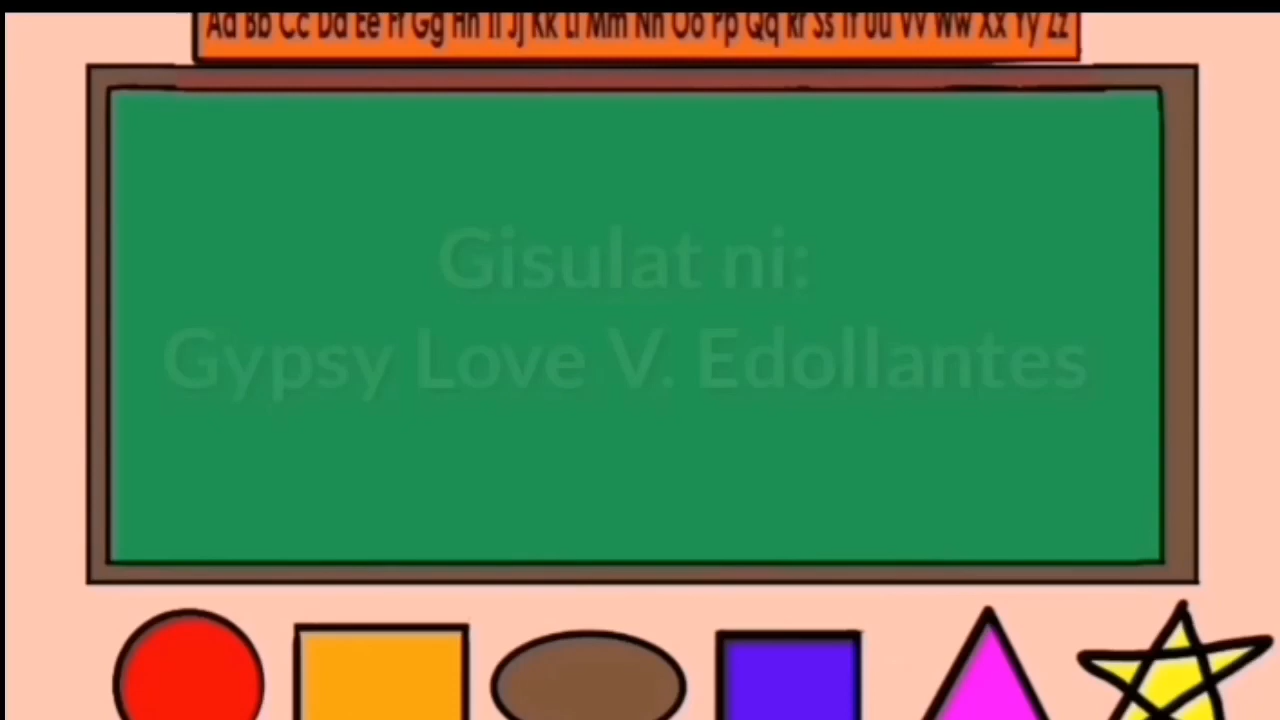 Aa Bb Cc Dd Ee Ff Gg Hh Ii Jj Kk Ll Mm Nn Oo Pp Qq Rr Ss Tt Uu Vv Ww Xx Yy Zz
Gisulat ni:
Gypsy Love V. Edollantes